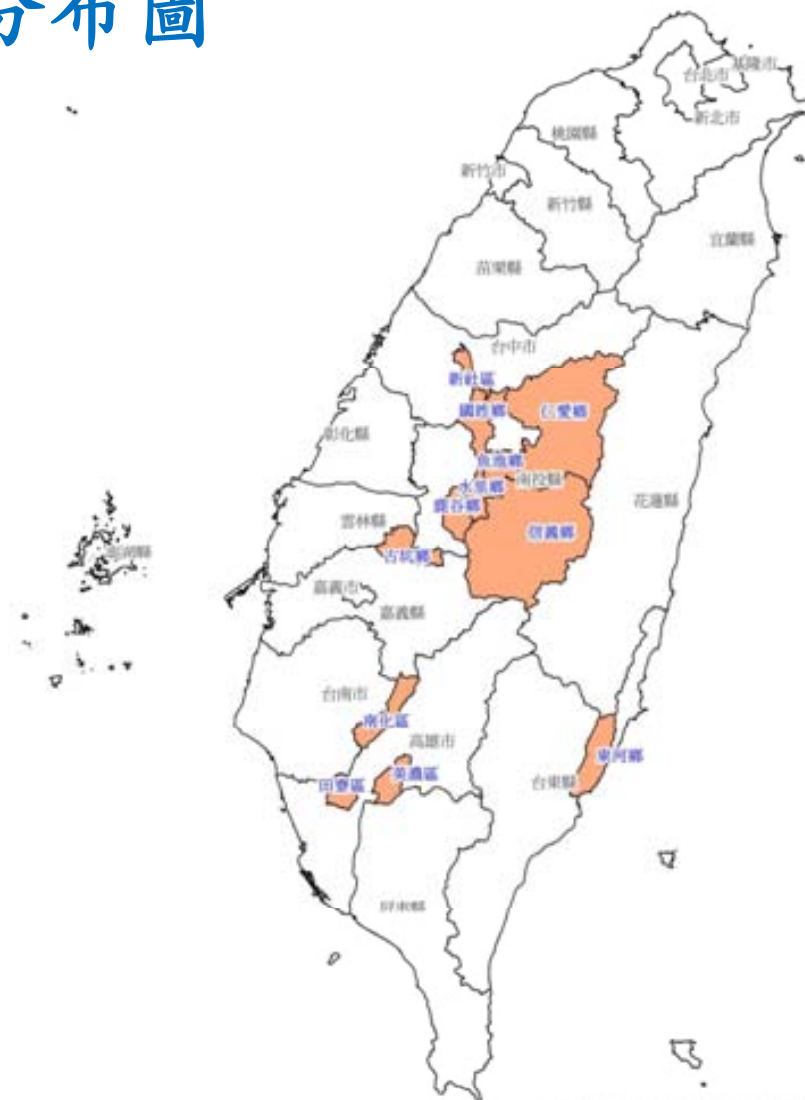 分布圖
基隆市
台北市
新北市
桃園縣
新竹市
新竹縣
宜蘭縣
苗栗縣
台中市
新社區
國姓鄉
仁愛鄉
彰化縣
魚池鄉
南投縣
水里鄉
鹿谷鄉
花蓮縣
雲林縣
信義鄉
澎湖縣
古坑鄉
嘉義市
嘉義縣
台南市
南化區
高雄市
東河鄉
美濃區
田寮區
台東縣
屏東縣